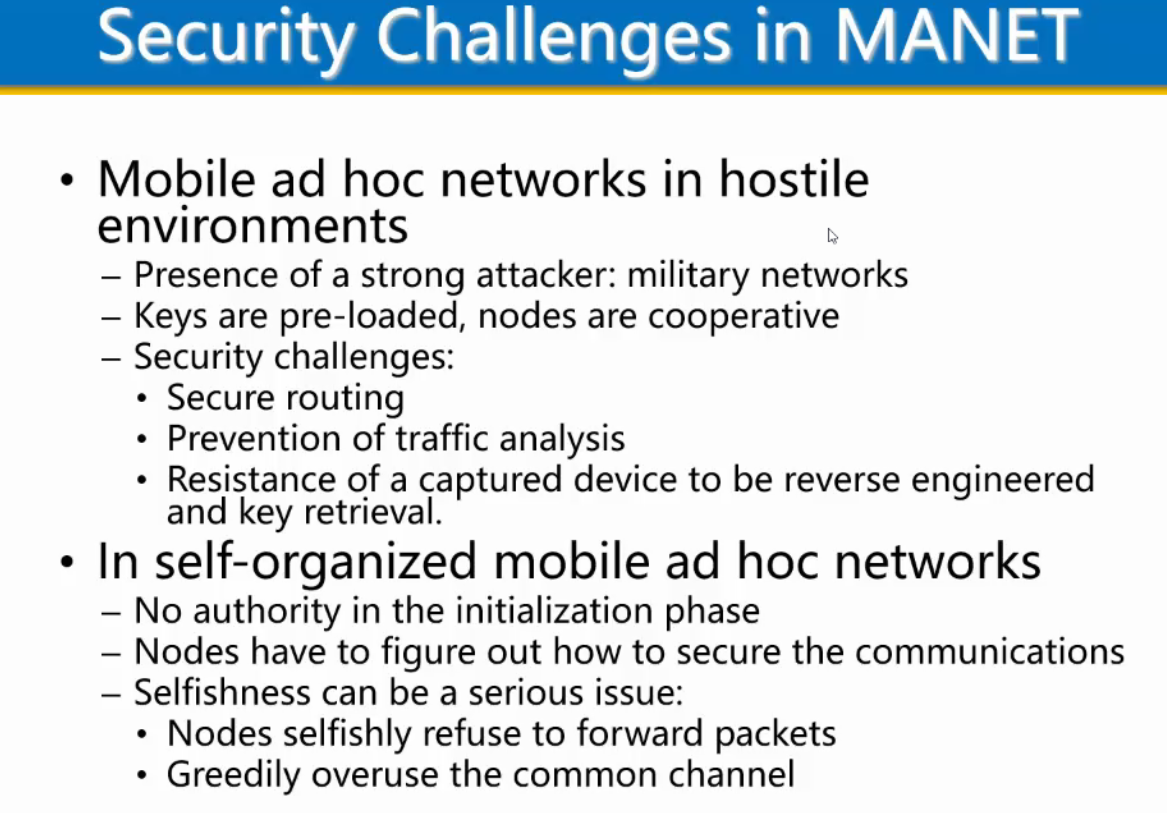 Security Challenges in MANET
• Mobile ad hoc networks in hostile
environments
– Presence of a strong attacker: military networks
– Keys are pre-loaded, nodes are cooperative
– Security challenges:
• Secure routing
• Prevention of traffic analysis
• Resistance of a captured device to be reverse engineered
and key retrieval.
• In self-organized mobile ad hoc networks
– No authority in the initialization phase
– Nodes have to figure out how to secure the communications
– Selfishness can be a serious issue:
• Nodes selfishly refuse to forward packets
• Greedily overuse the common channel